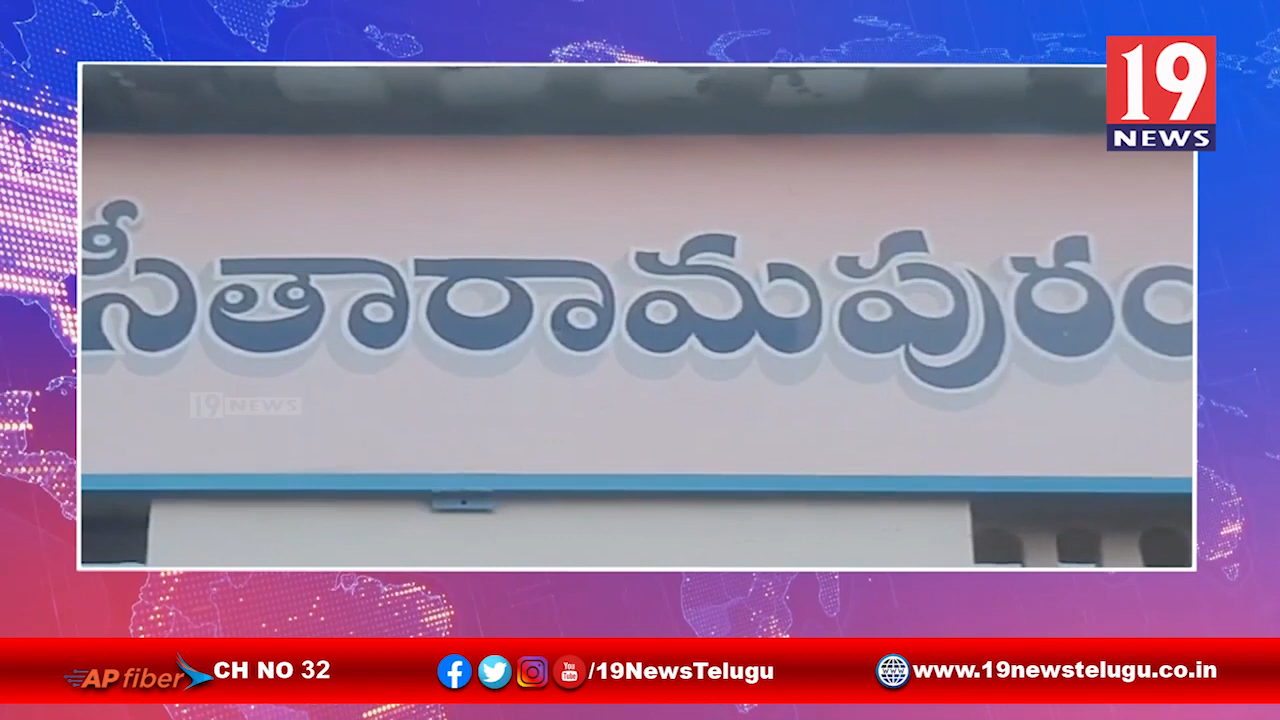 19
NEWS
సీతారామపురం
19 NEWS
APfiber CH NO 32 /19NewsTelugu www.19newstelugu.co.in